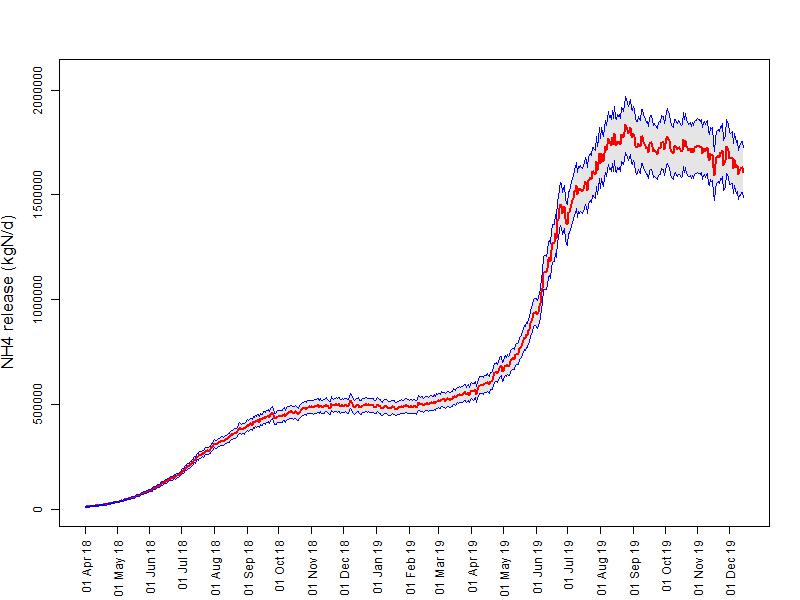 NH4 release (kgN/d)
2000000
1500000
1000000
500000
0
01 Apr 18
01 May 18
01 Jun 18
01 Jul 18
01 Aug 18
01 Sep 18
01 Oct 18
01 Nov 18
01 Dec 18
01 Jan 19
01 Feb 19
01 Mar 19
01 Apr 19
01 May 19
01 Jun 19
01 Jul 19
01 Aug 19
01 Sep 19
01 Oct 19
01 Nov 19
01 Dec 19